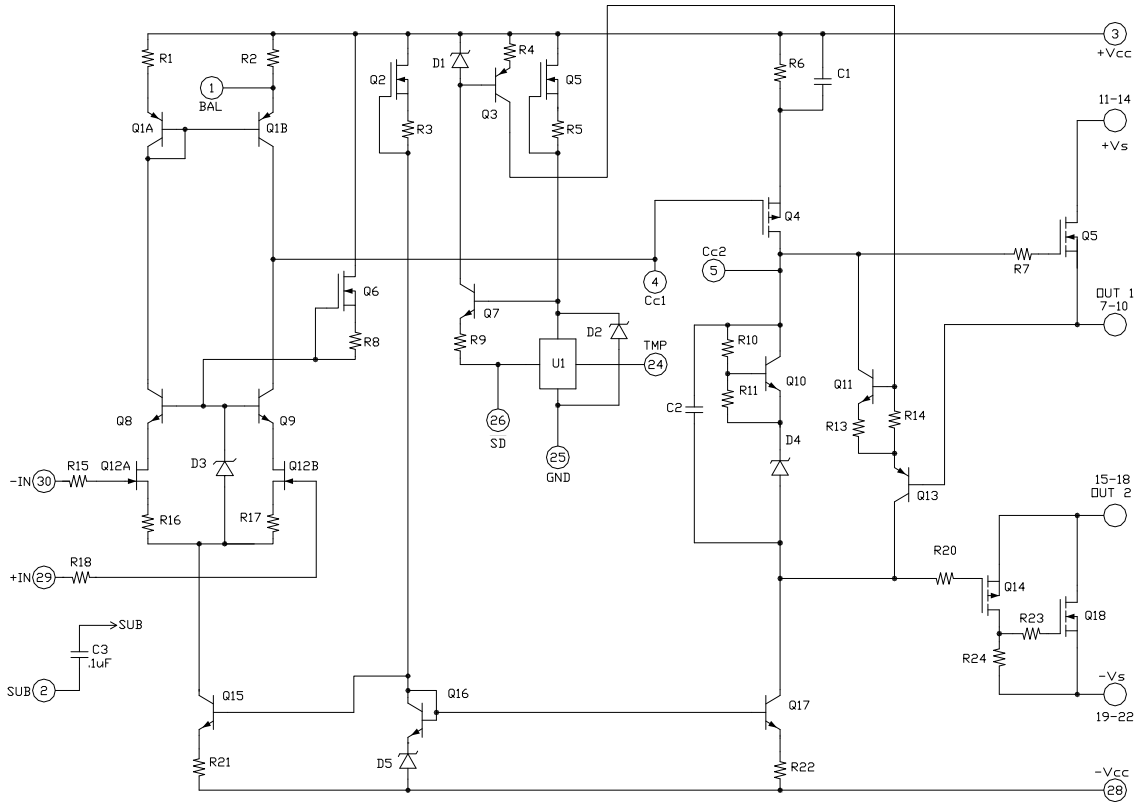 R1
R2
1
BAL
Q1A
Q1B
Q2
R3
D1
R4
Q3
Q5
R5
R6
C1
3
+Vcc
11-14
+Vs
Q4
Cc2
5
4
Cc1
R7
Q5
OUT 1
7-10
Q6
R8
Q7
R9
D2
U1
TMP
24
26
SD
25
GND
R10
R11
Q10
C2
D4
Q11
R13
R14
Q13
Q8
Q9
D3
-IN
30
R15
Q12A
Q12B
R16
R17
+IN
29
R18
15-18
OUT 2
R20
Q14
R23
Q18
R24
-Vs
19-22
SUB
C3
.1uF
SUB
2
Q15
R21
Q16
D5
Q17
R22
-Vcc
28